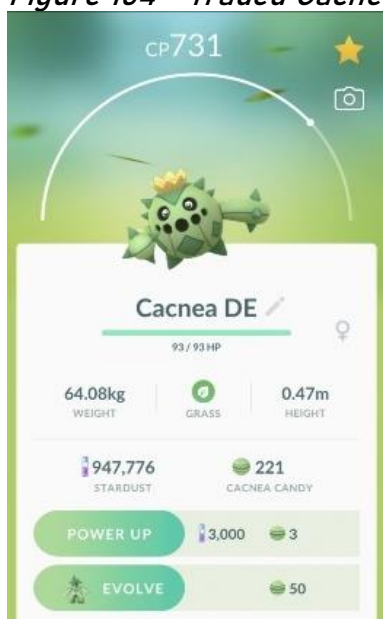 Figure 164 - Traded Cacne
CP731
Cacnea DE
93 / 93 HP
64.08kg
WEIGHT
GRASS
0.47m
HEIGHT
947,776
STARDUST
221
CACNEA CANDY
POWER UP 3,000 3
EVOLVE 50